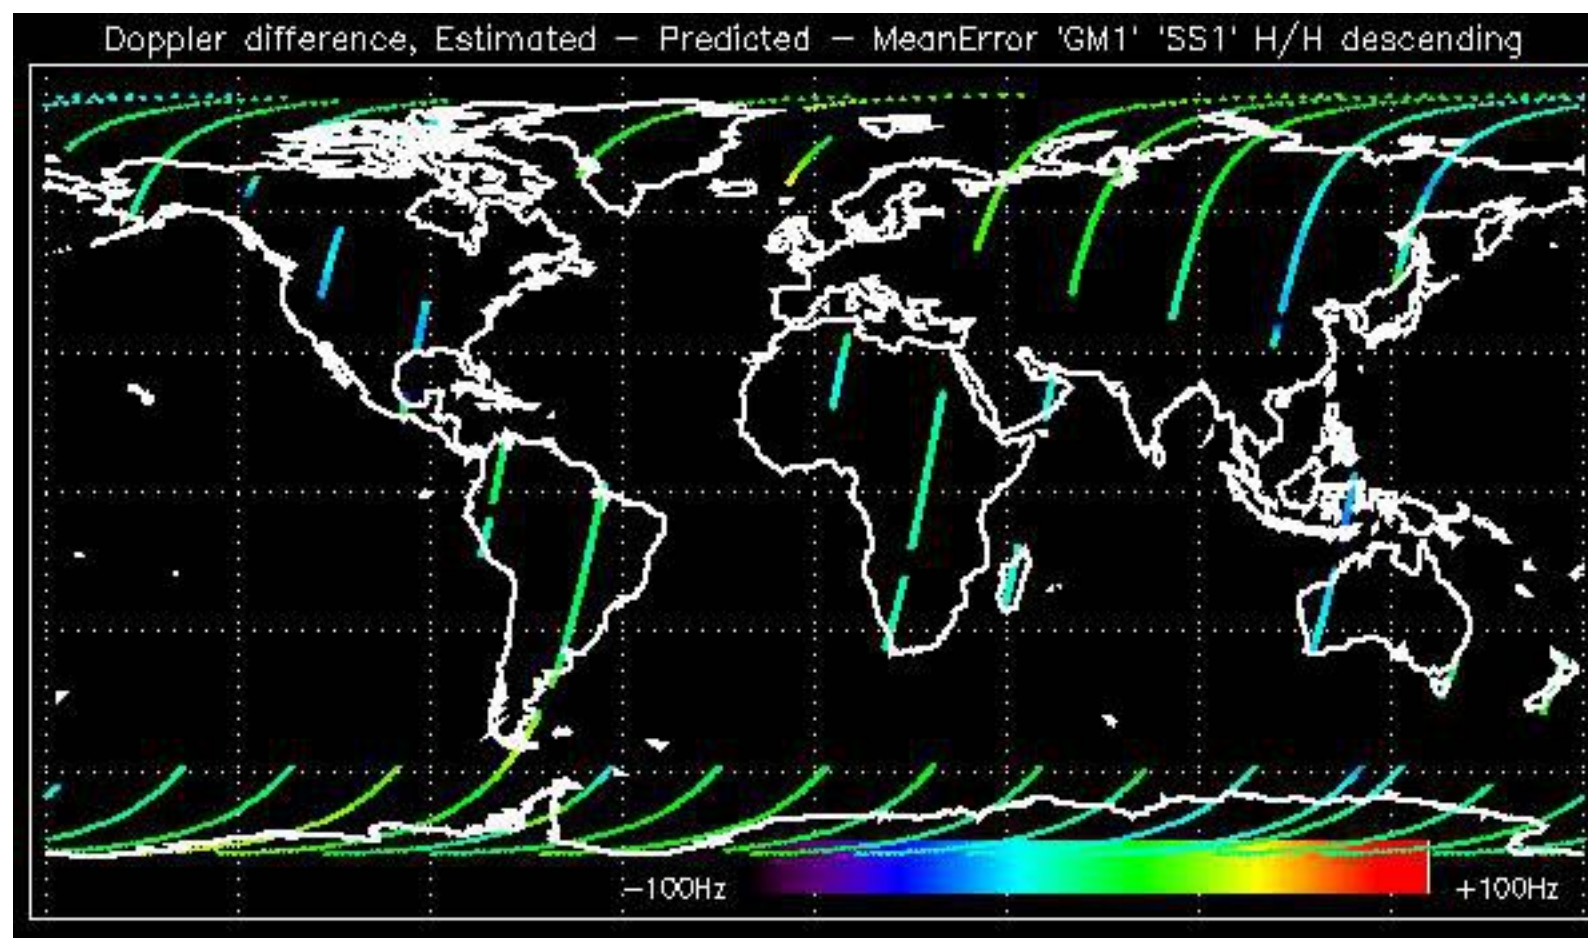 Doppler difference, Estimated — Predicted — MeanError 'GM1' 'SS1' H/H descending
−100Hz +100Hz